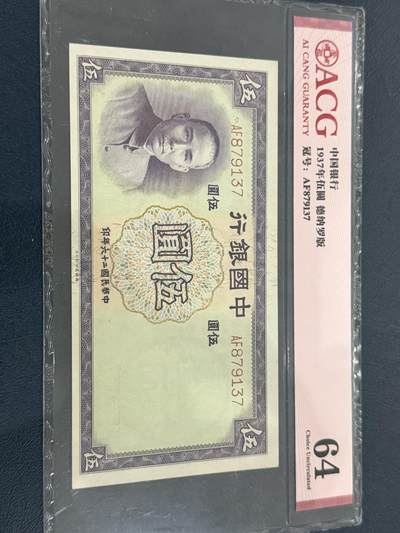 ACG
AI CANG GUARANTY
中国银行
1937年伍圓 德纳罗版
冠号：AF879137
64
Choice Uncirculated
伍
伍
中國銀行
AF879137
AF879137
伍圓
圓伍
圓伍
印年六十二國民華中
伍
伍